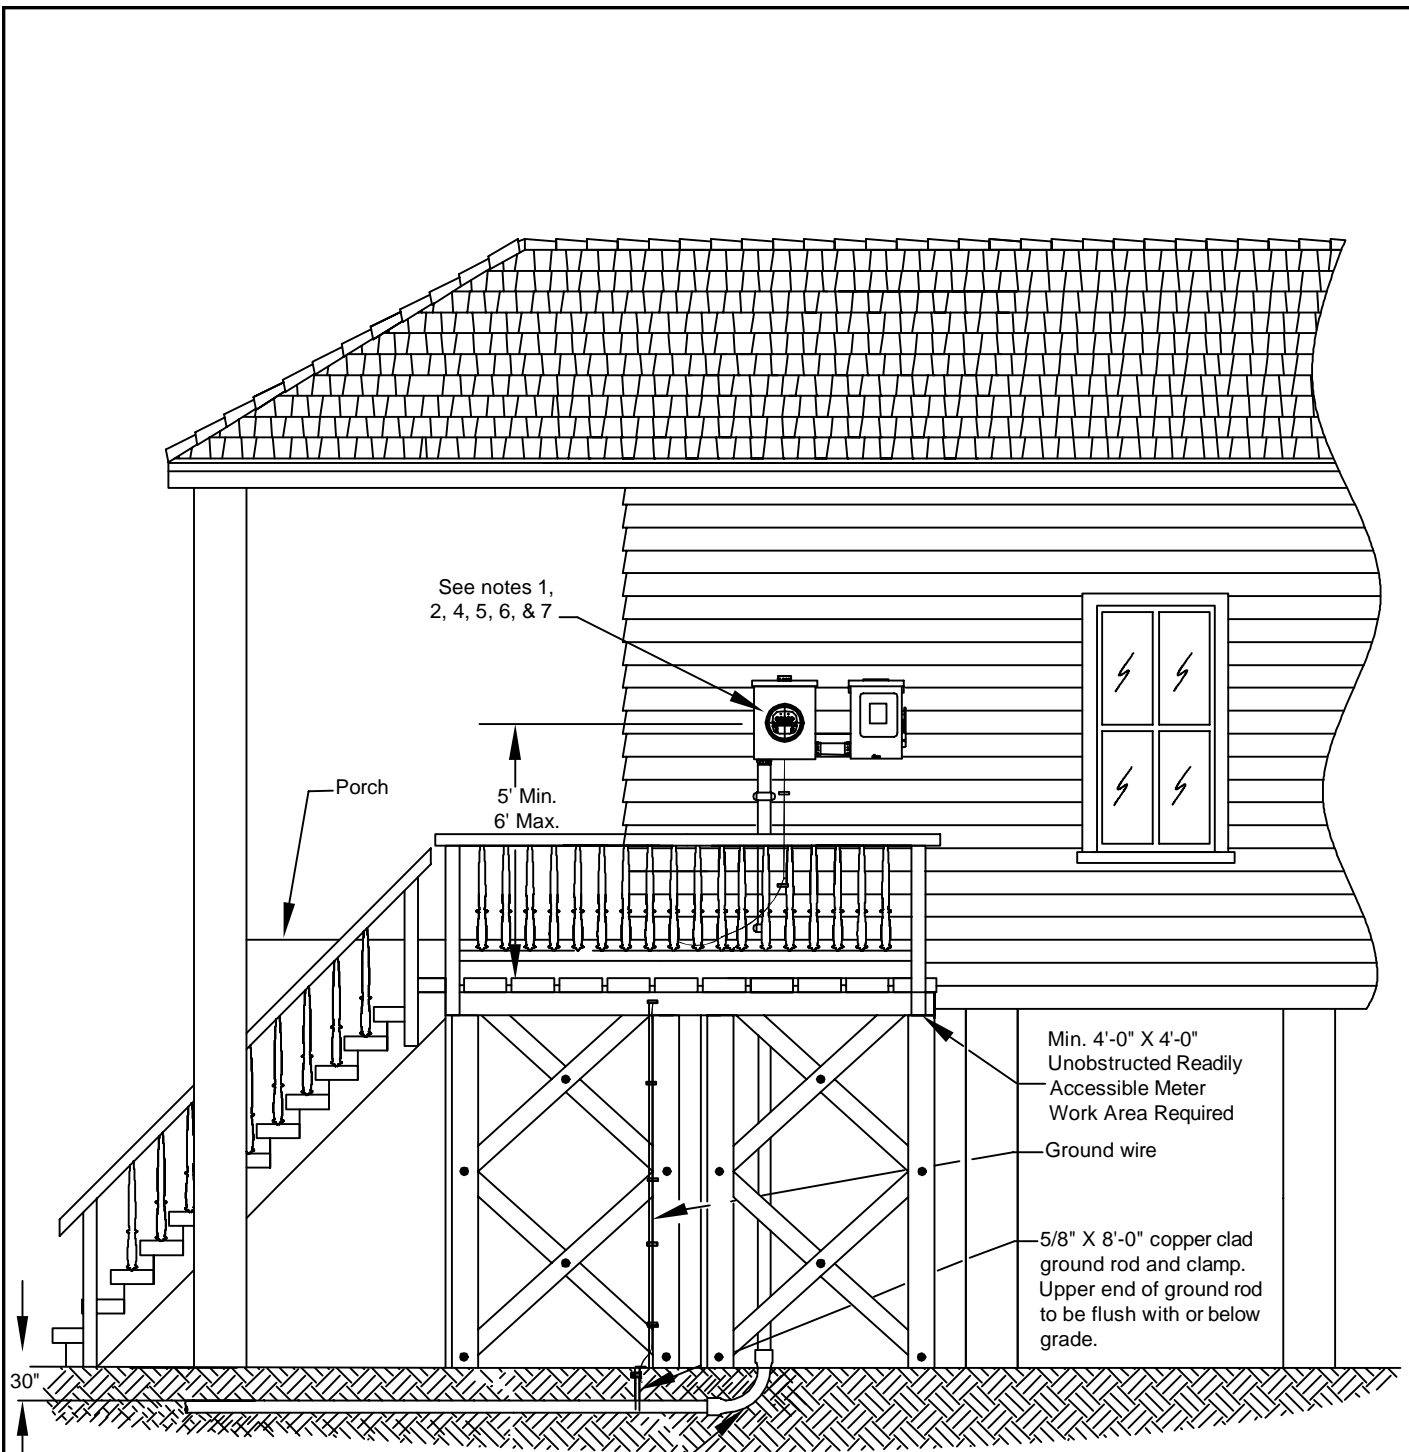 See notes 1,
2, 4, 5, 6, & 7
Porch
5' Min.
6' Max.
Min. 4'-0" X 4'-0"
Unobstructed Readily
Accessible Meter
Work Area Required
Ground wire
5/8" X 8'-0" copper clad
ground rod and clamp.
Upper end of ground rod
to be flush with or below
grade.
30"